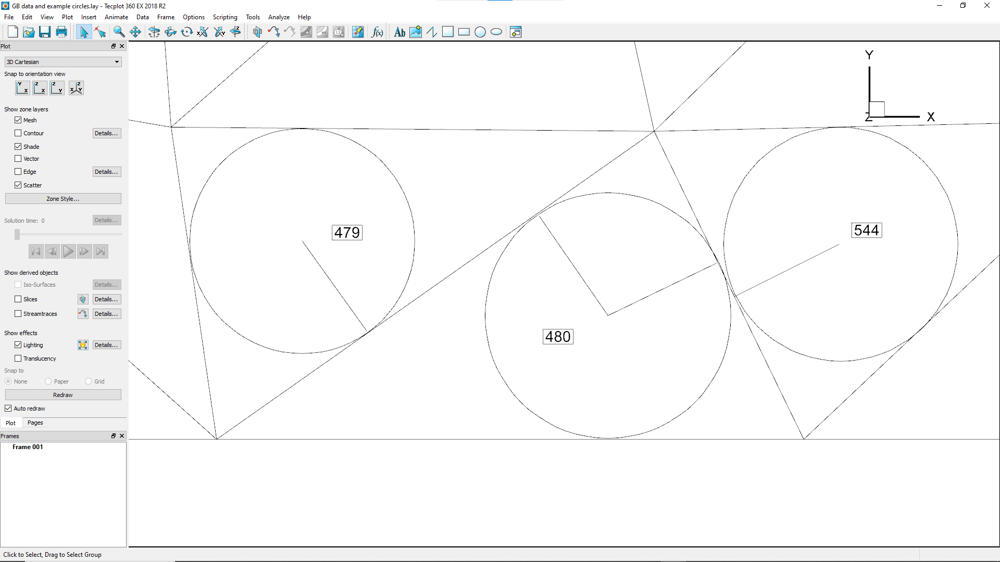 GB data and example circles.lay - Tecplot 360 EX 2018 R2
File Edit View Plot Insert Animate Data Frame Options Scripting Tools Analyze Help
Plot
3D Cartesian
Snap to orientation view
Y X
Z X
Z Y
Z X Y
Show zone layers
Mesh
Contour Details...
Shade
Vector
Edge Details...
Scatter
Zone Style...
Solution time: 0 Details...
Show derived objects
Iso-Surfaces Details...
Slices Details...
Streamtraces Details...
Show effects
Lighting Details...
Translucency
Snap to
None Paper Grid
Redraw
Auto redraw
Plot Pages
Frames
Frame 001
Y
Z X
479
544
480
Click to Select, Drag to Select Group